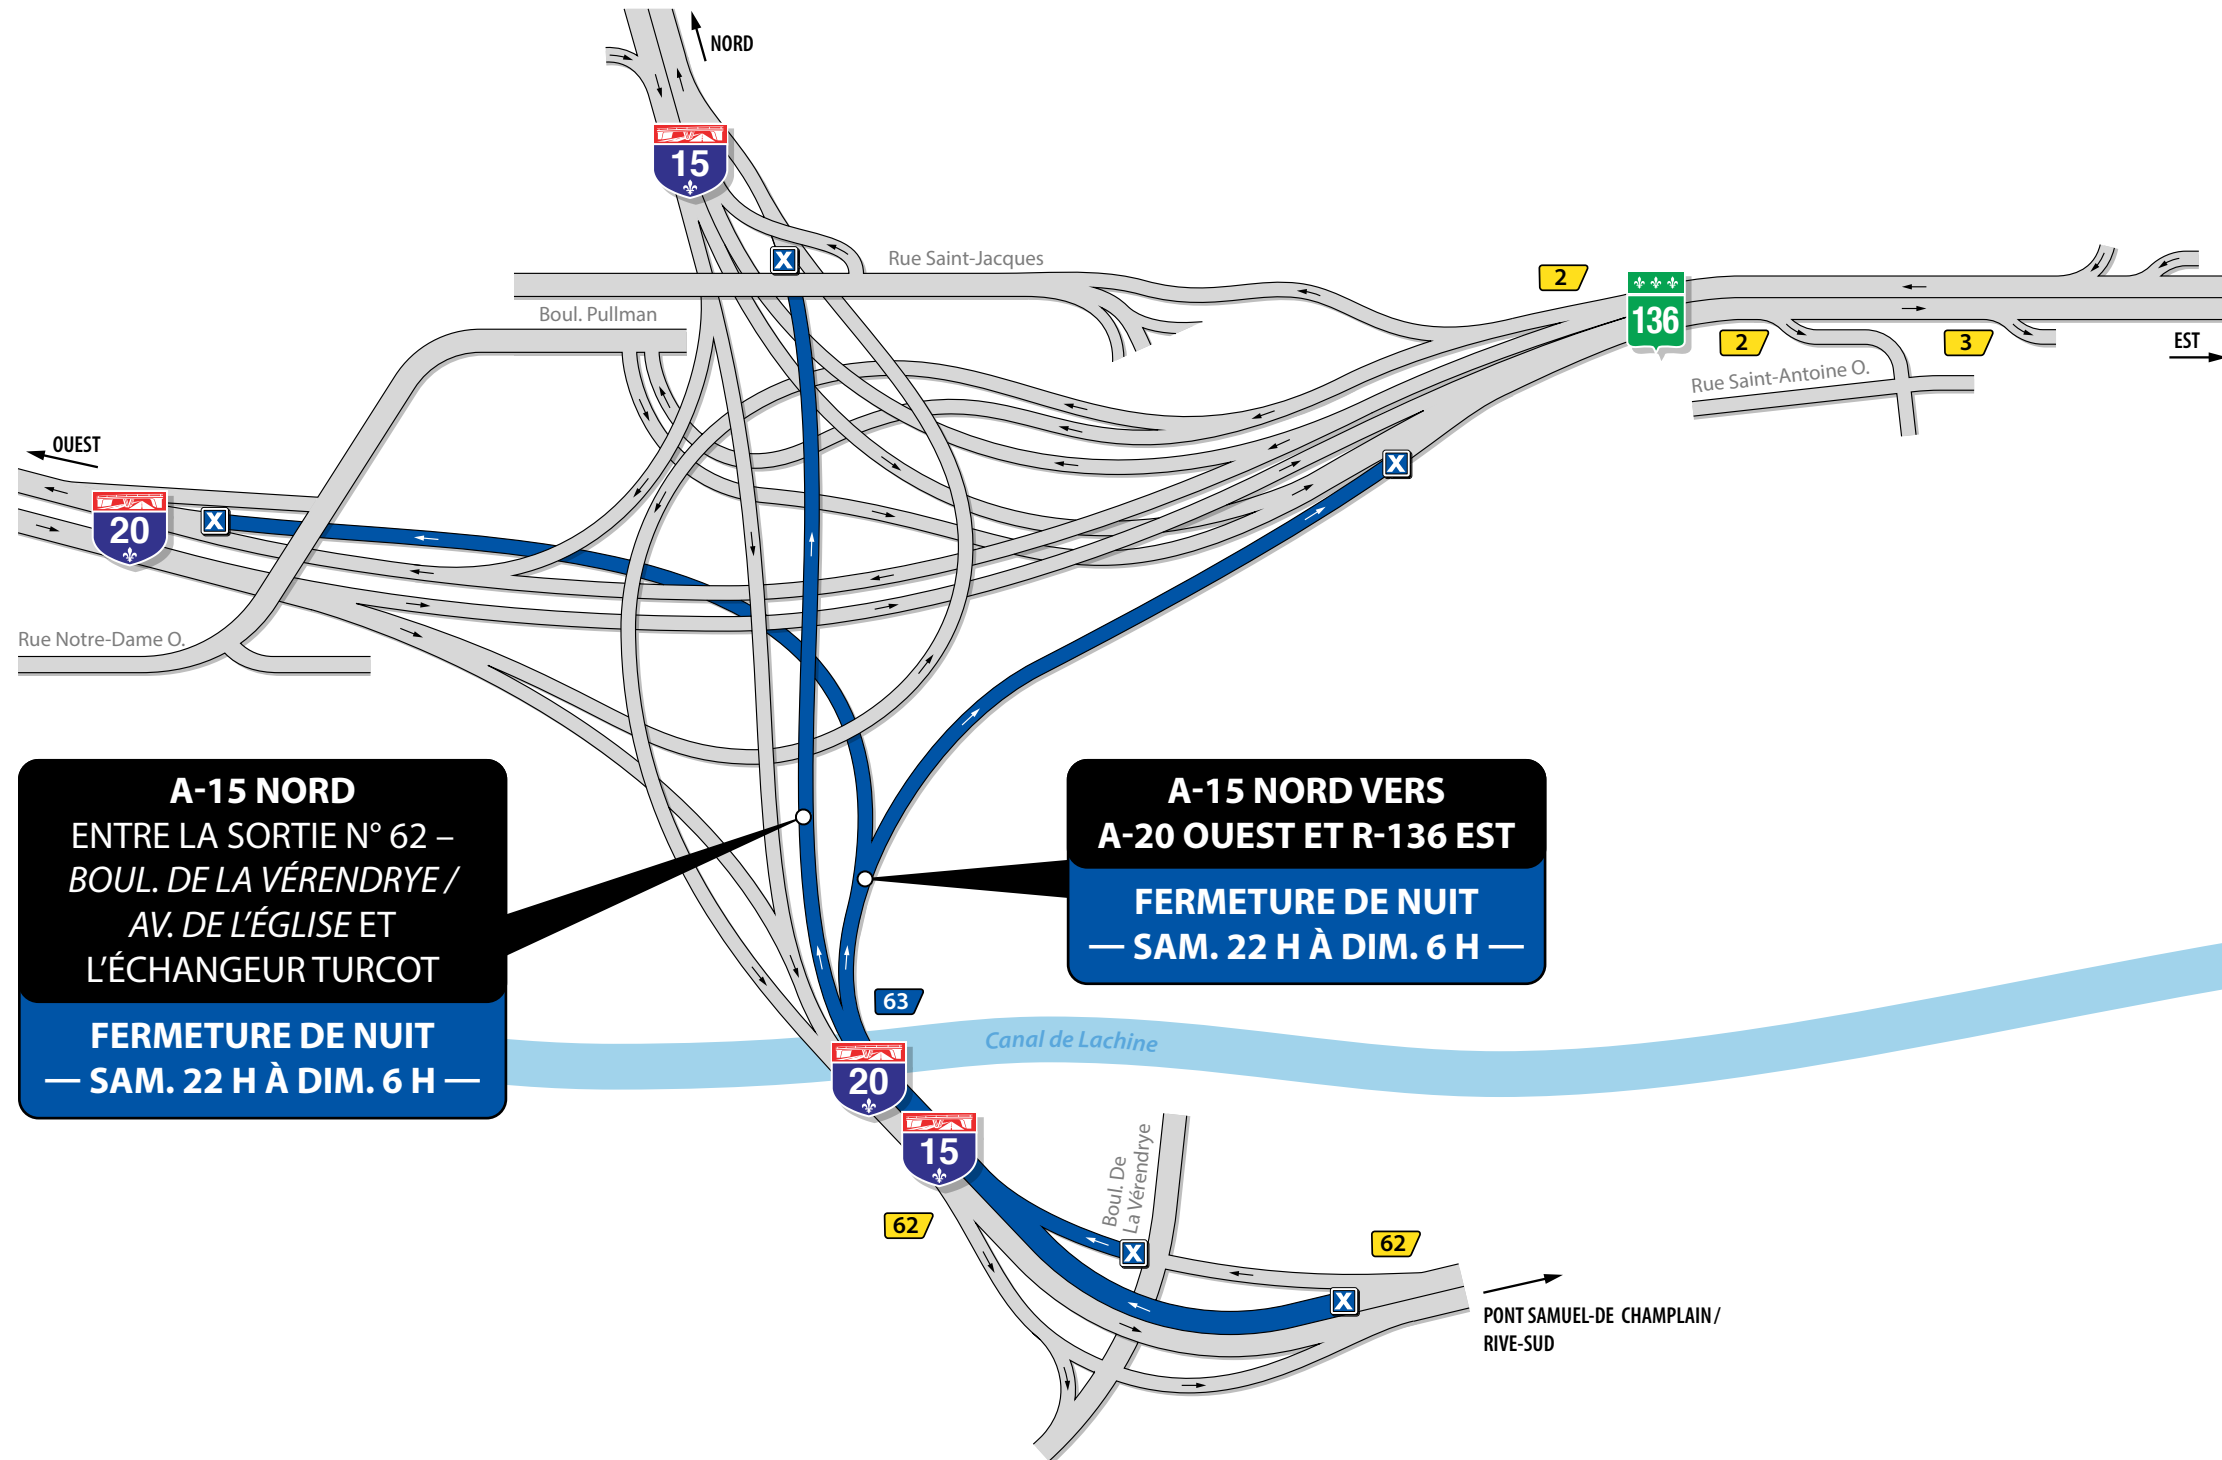 NORD
15
Rue Saint-Jacques
2
136
Boul. Pullman
2
3
EST
Rue Saint-Antoine O.
OUEST
20
Rue Notre-Dame O.
A-15 NORD
ENTRE LA SORTIE N° 62 –
BOUL. DE LA VÉRENDRYE /
AV. DE L'ÉGLISE ET
L'ÉCHANGEUR TURCOT
FERMETURE DE NUIT
— SAM. 22 H À DIM. 6 H —
A-15 NORD VERS
A-20 OUEST ET R-136 EST
FERMETURE DE NUIT
— SAM. 22 H À DIM. 6 H —
63
Canal de Lachine
20
15
Boul. De
La Vérendrye
62
62
PONT SAMUEL-DE CHAMPLAIN/
RIVE-SUD
X
X
X
X
X